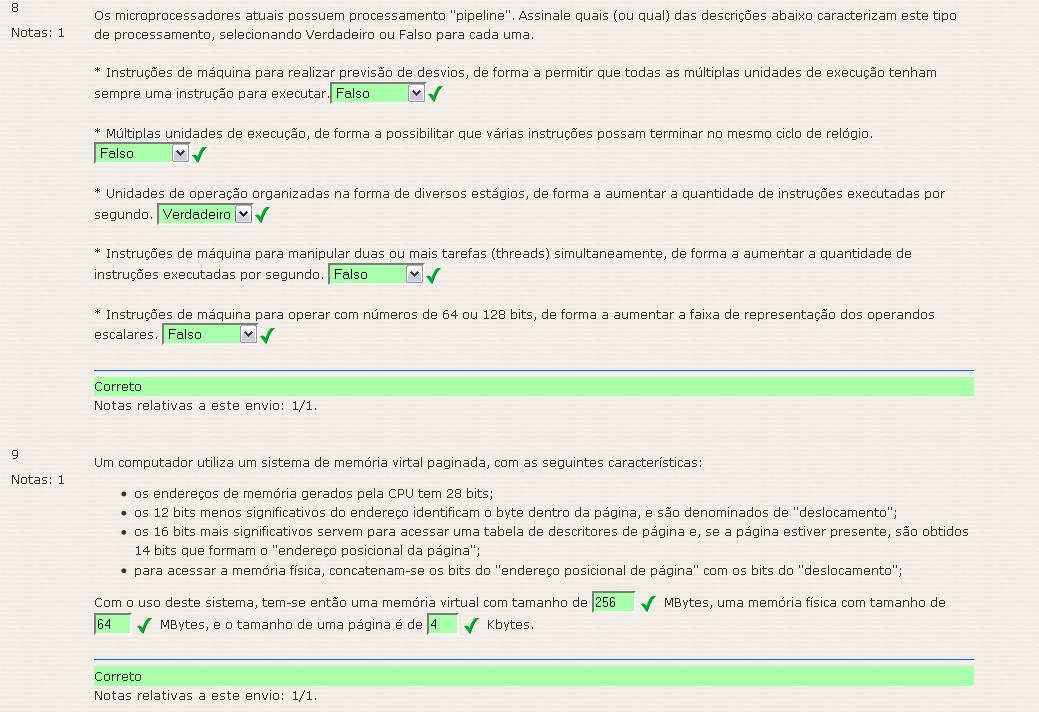 8
Notas: 1
Os microprocessadores atuais possuem processamento "pipeline". Assinale quais (ou qual) das descrições abaixo caracterizam este tipo
de processamento, selecionando Verdadeiro ou Falso para cada uma.
* Instruções de máquina para realizar previsão de desvios, de forma a permitir que todas as múltiplas unidades de execução tenham
sempre uma instrução para executar. Falso
* Múltiplas unidades de execução, de forma a possibilitar que várias instruções possam terminar no mesmo ciclo de relógio.
Falso
* Unidades de operação organizadas na forma de diversos estágios, de forma a aumentar a quantidade de instruções executadas por
segundo. Verdadeiro
* Instruções de máquina para manipular duas ou mais tarefas (threads) simultaneamente, de forma a aumentar a quantidade de
instruções executadas por segundo. Falso
* Instruções de máquina para operar com números de 64 ou 128 bits, de forma a aumentar a faixa de representação dos operandos
escalares. Falso
Correto
Notas relativas a este envio: 1/1.
9
Notas: 1
Um computador utiliza um sistema de memória virtal paginada, com as seguintes características:
• os endereços de memória gerados pela CPU tem 28 bits;
• os 12 bits menos significativos do endereço identificam o byte dentro da página, e são denominados de "deslocamento";
• os 16 bits mais significativos servem para acessar uma tabela de descritores de página e, se a página estiver presente, são obtidos
14 bits que formam o "endereço posicional da página";
• para acessar a memória física, concatenam-se os bits do "endereço posicional de página" com os bits do "deslocamento";
Com o uso deste sistema, tem-se então uma memória virtual com tamanho de 256 MBytes, uma memória física com tamanho de
64 MBytes, e o tamanho de uma página é de 4 Kbytes.
Correto
Notas relativas a este envio: 1/1.